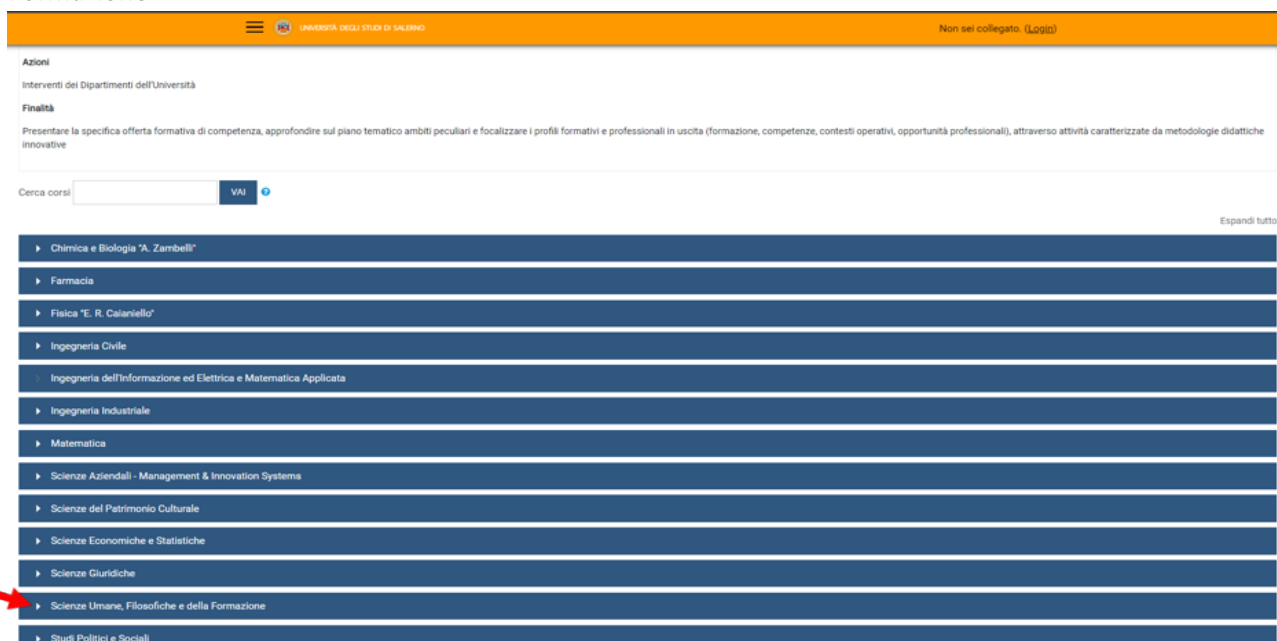 UNIVERSITÀ DEGLI STUDI DI SALERNO
Non sei collegato. (Login)
Azioni
Interventi dei Dipartimenti dell'Università
Finalità
Presentare la specifica offerta formativa di competenza, approfondire sul piano tematico ambiti peculiari e focalizzare i profili formativi e professionali in uscita (formazione, competenze, contesti operativi, opportunità professionali), attraverso attività caratterizzate da metodologie didattiche
innovative
Cerca corsi VAI
Espandi tutto
Chimica e Biologia "A. Zambelli"
Farmacia
Fisica "E. R. Caianiello"
Ingegneria Civile
Ingegneria dell'Informazione ed Elettrica e Matematica Applicata
Ingegneria Industriale
Matematica
Scienze Aziendali - Management & Innovation Systems
Scienze del Patrimonio Culturale
Scienze Economiche e Statistiche
Scienze Giuridiche
Scienze Umane, Filosofiche e della Formazione
Studi Politici e Sociali